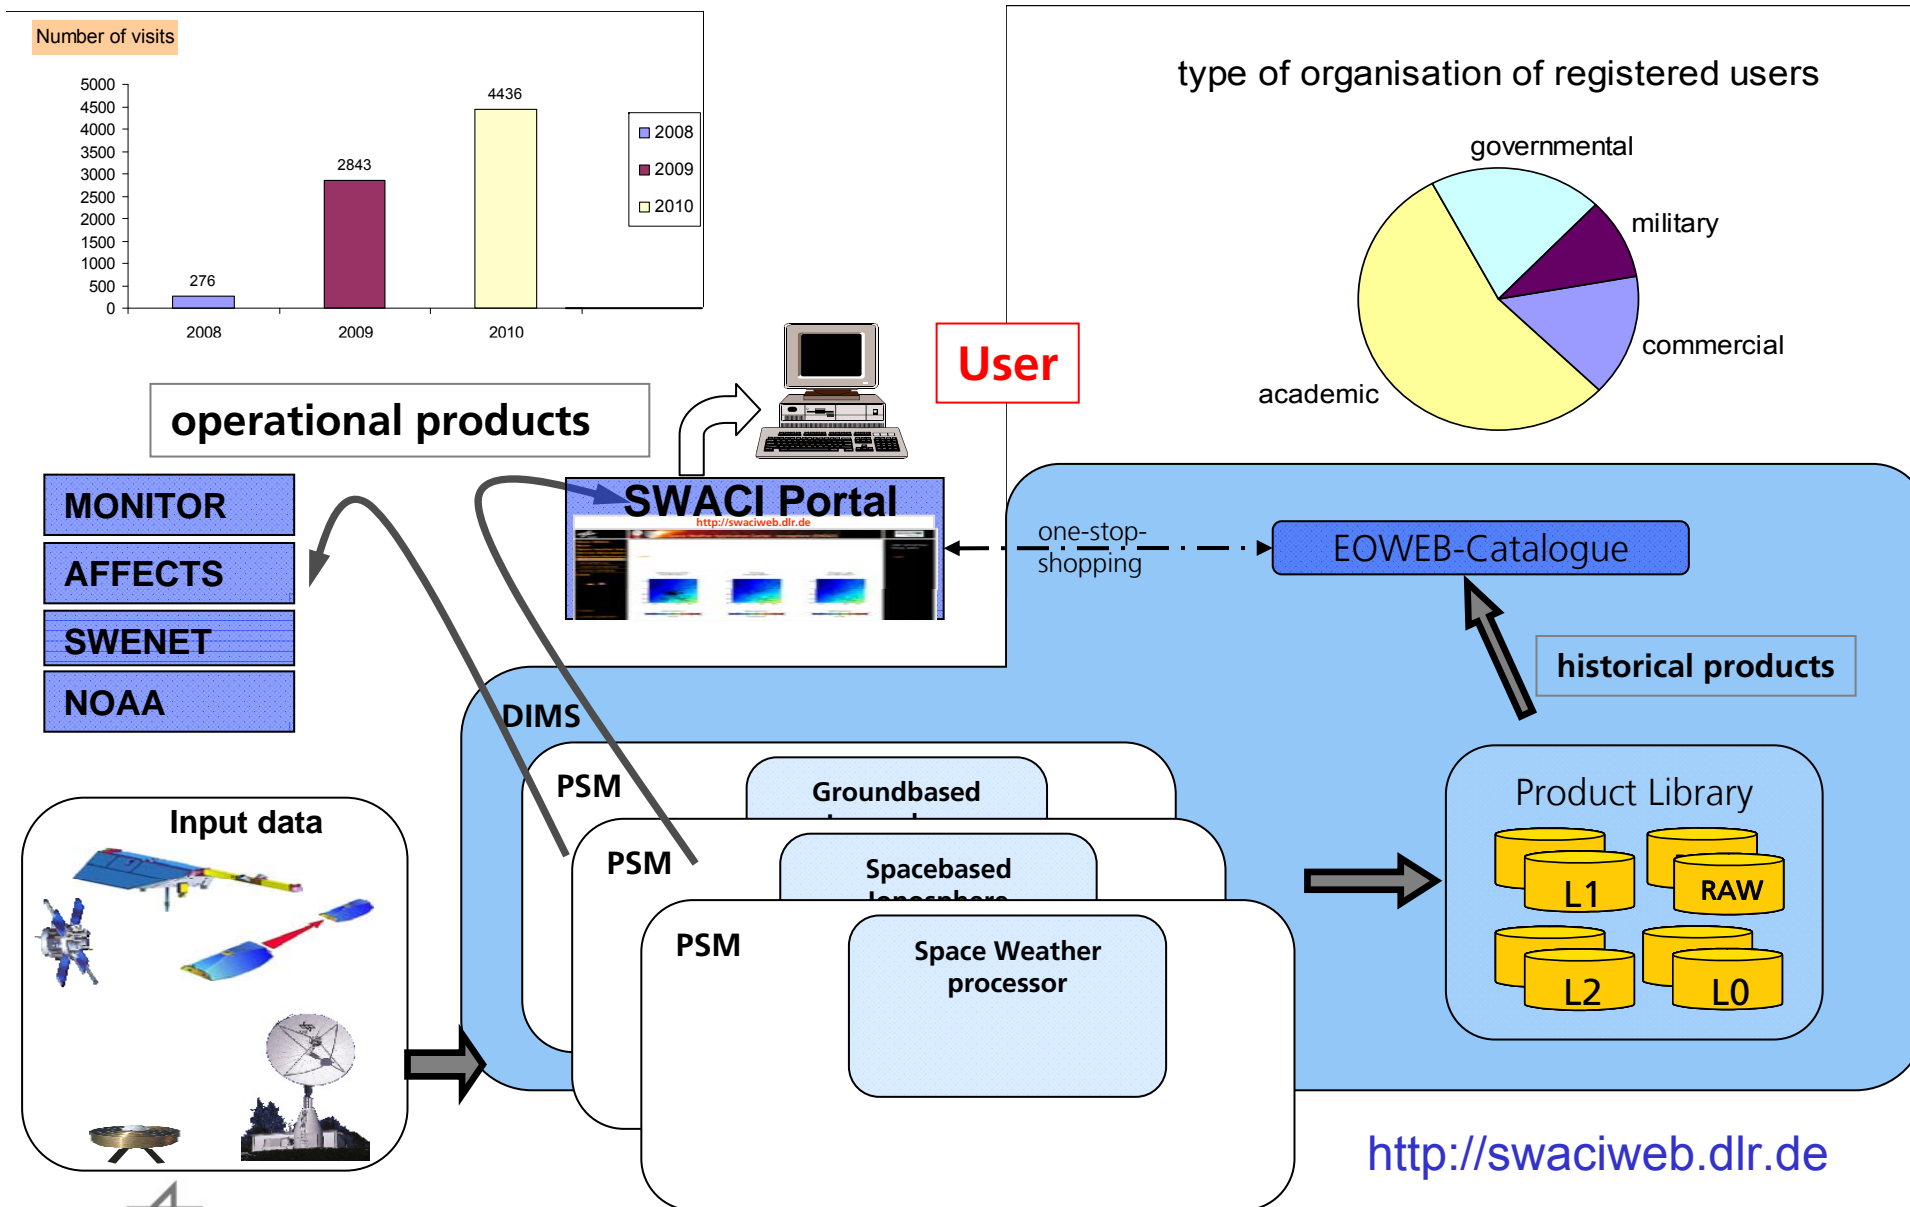 Number of visits
5000
4500
4000
3500
3000
2500
2000
1500
1000
500
0
276
2843
4436
2008
2009
2010
2008
2009
2010
type of organisation of registered users
governmental
military
commercial
academic
User
operational products
MONITOR
AFFECTS
SWENET
NOAA
SWACI Portal
http://swaciweb.dlr.de
one-stop-
shopping
EOWEB-Catalogue
historical products
DIMS
PSM
Groundbased
PSM
Spacebased
Ionosphere
PSM
Space Weather
processor
Input data
Product Library
L1
RAW
L2
L0
http://swaciweb.dlr.de